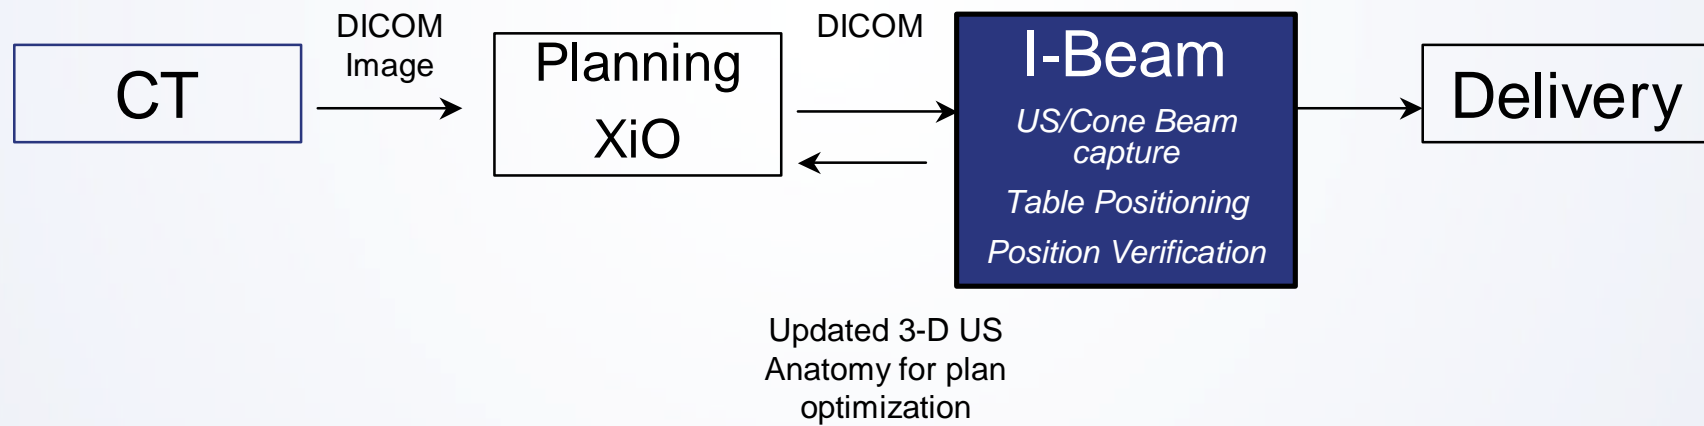 CT
DICOM
Image
Planning
XiO
DICOM
I-Beam
US/Cone Beam
capture
Table Positioning
Position Verification
Delivery
Updated 3-D US
Anatomy for plan
optimization